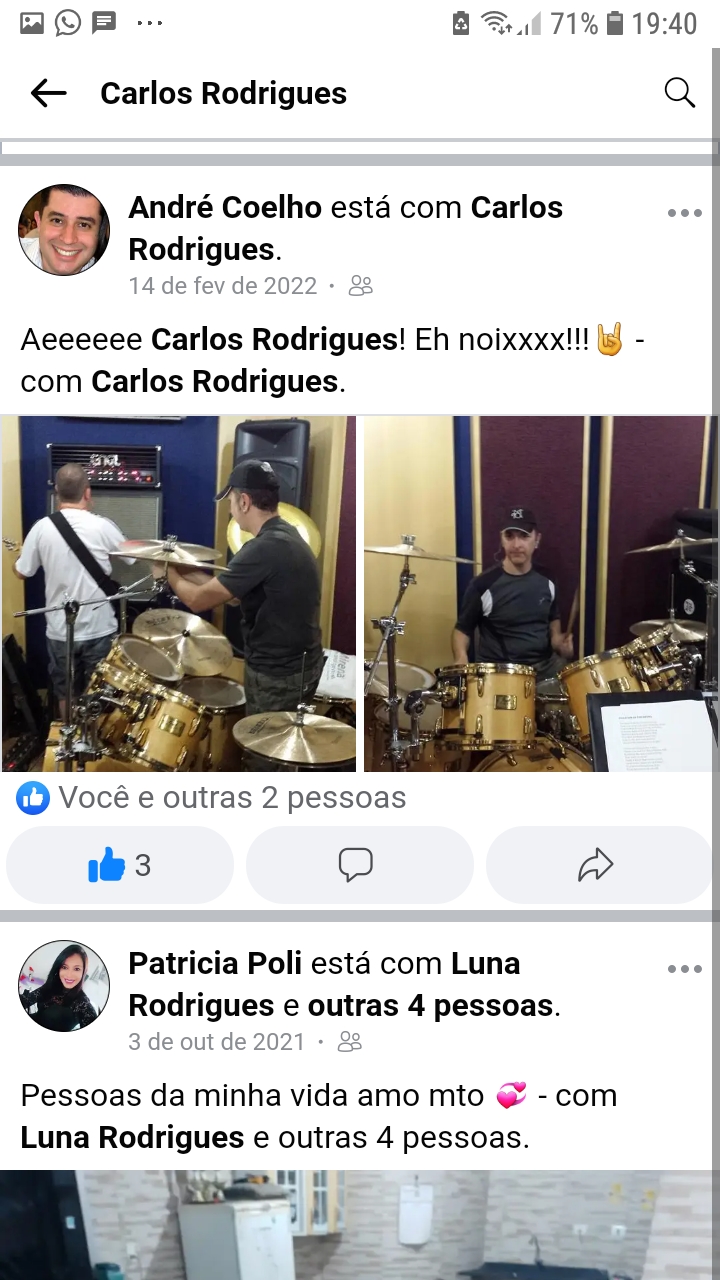 71% 19:40
Carlos Rodrigues
André Coelho está com Carlos
Rodrigues.
14 de fev de 2022 ·
Aeeeeee Carlos Rodrigues! Eh noixxxx!!!🤘 -
com Carlos Rodrigues.
Você e outras 2 pessoas
3
Patricia Poli está com Luna
Rodrigues e outras 4 pessoas.
3 de out de 2021 ·
Pessoas da minha vida amo mto 💞 - com
Luna Rodrigues e outras 4 pessoas.